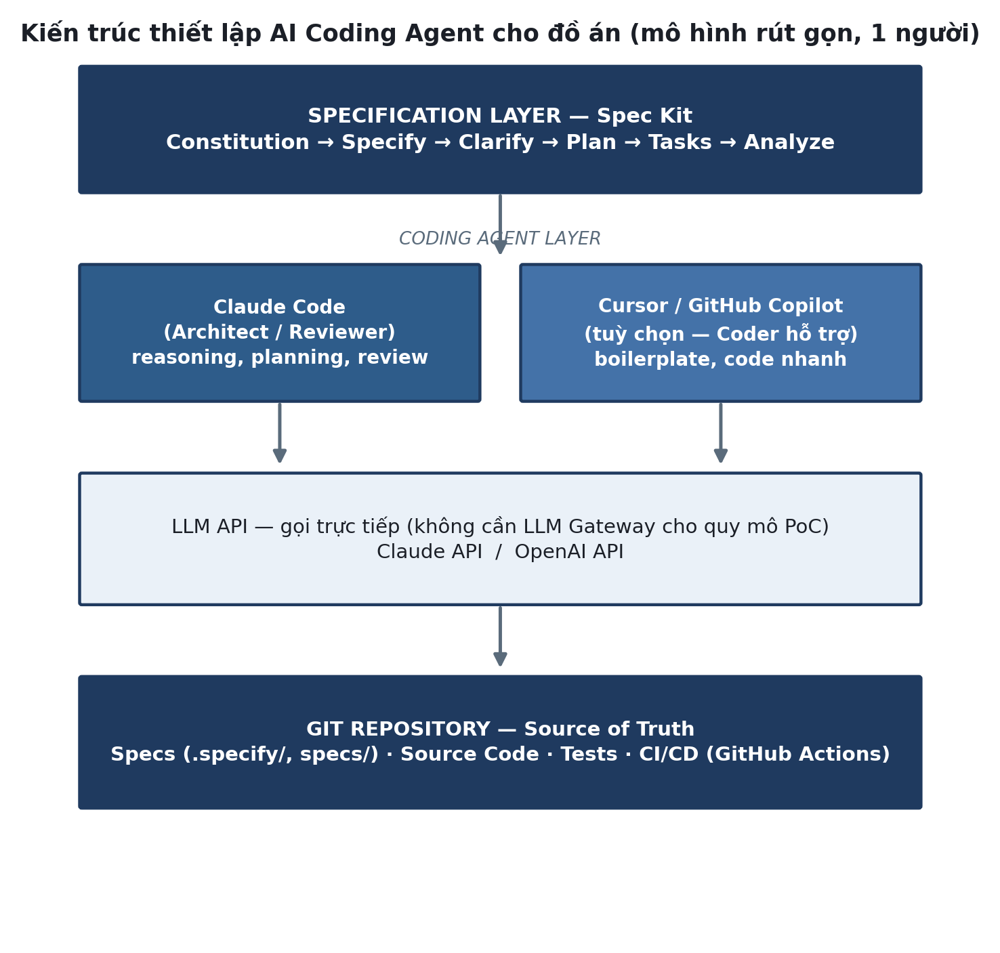 Kiến trúc thiết lập AI Coding Agent cho đồ án (mô hình rút gọn, 1 người)
SPECIFICATION LAYER — Spec Kit
Constitution → Specify → Clarify → Plan → Tasks → Analyze
CODING AGENT LAYER
Claude Code
(Architect / Reviewer)
reasoning, planning, review
Cursor / GitHub Copilot
(tuỳ chọn — Coder hỗ trợ)
boilerplate, code nhanh
LLM API — gọi trực tiếp (không cần LLM Gateway cho quy mô PoC)
Claude API / OpenAI API
GIT REPOSITORY — Source of Truth
Specs (.specify/, specs/) · Source Code · Tests · CI/CD (GitHub Actions)